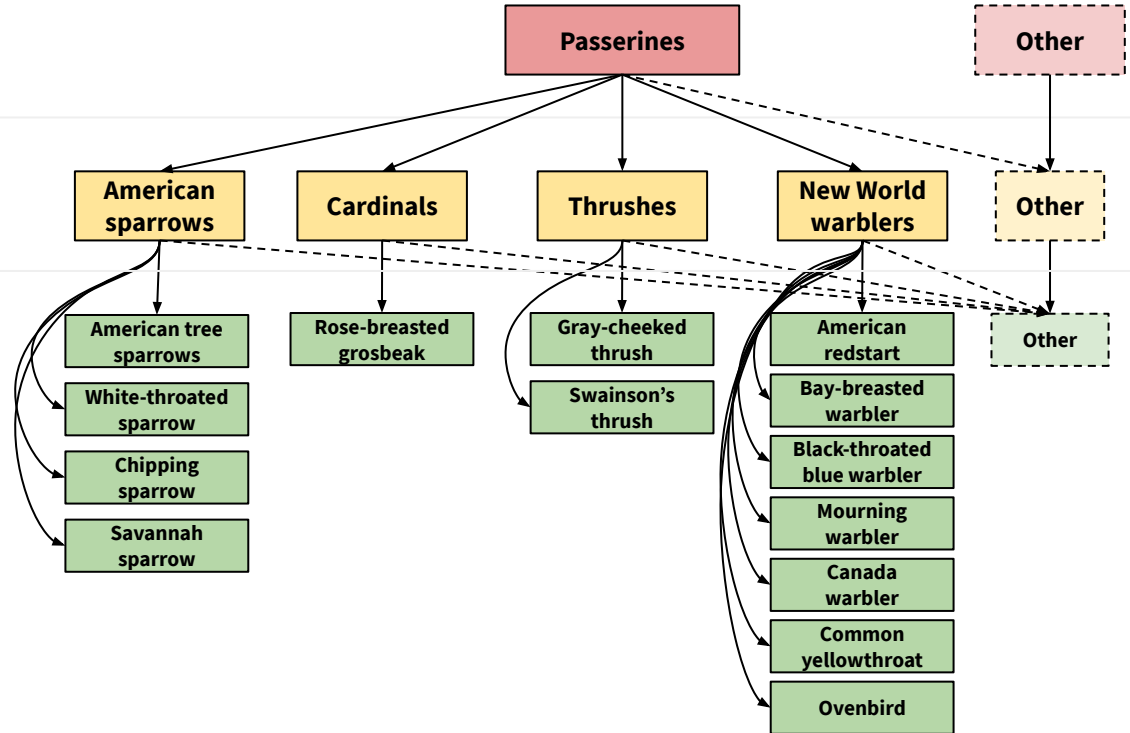 Passerines
Other
American
sparrows
Cardinals
Thrushes
New World
warblers
Other
American tree
sparrows
White-throated
sparrow
Chipping
sparrow
Savannah
sparrow
Rose-breasted
grosbeak
Gray-cheeked
thrush
Swainson’s
thrush
American
redstart
Bay-breasted
warbler
Black-throated
blue warbler
Mourning
warbler
Canada
warbler
Common
yellowthroat
Ovenbird
Other